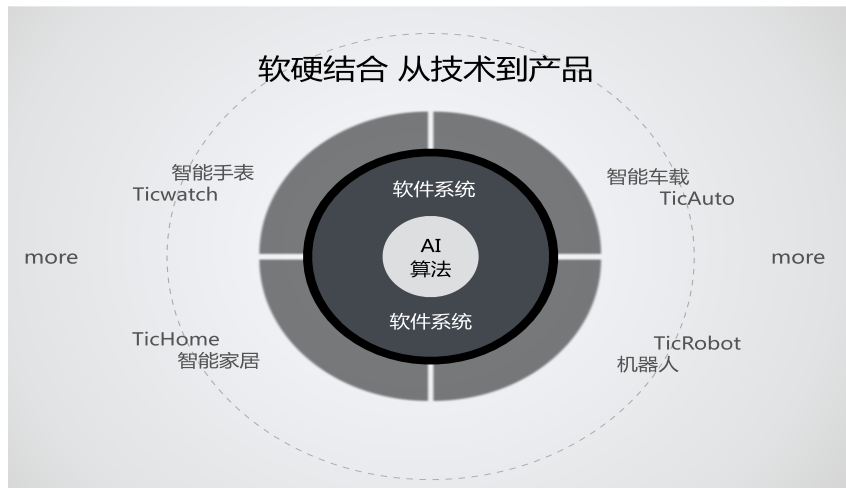 软硬结合 从技术到产品
智能手表
Ticwatch
智能车载
TicAuto
软件系统
AI
算法
more
more
软件系统
TicHome
智能家居
TicRobot
机器人